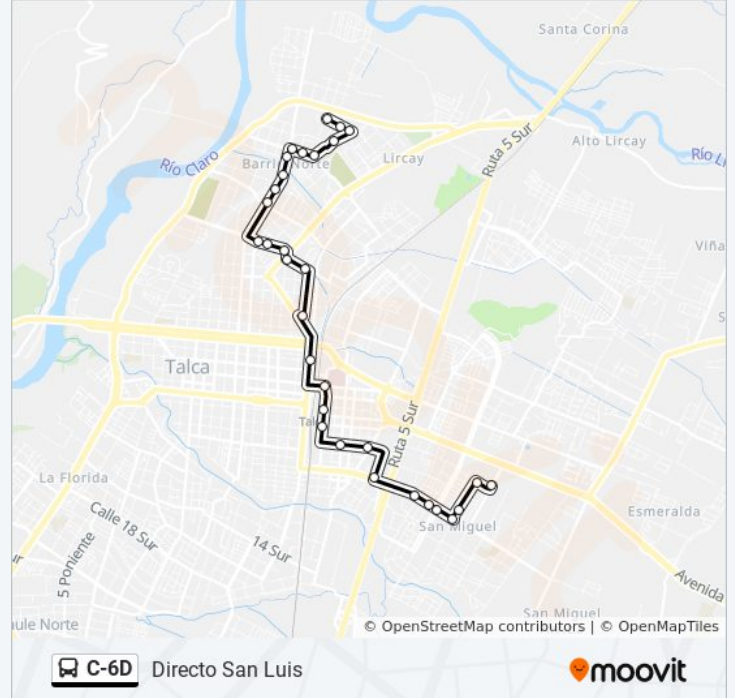 Santa Corina
Ruta 5 Sur
Alto Lircay
Río Li
Río Claro
Barrio Norte
Lircay
Viña
S
Talca
Tal
Ruta 5 Sur
La Florida
Calle 18 Sur
Esmeralda
San Miguel
14 Sur
5 Poniente
ur
Avenida
San Miguel
aule Norte
© OpenStreetMap contributors | © OpenMapTiles
C-6D Directo San Luis
moovit